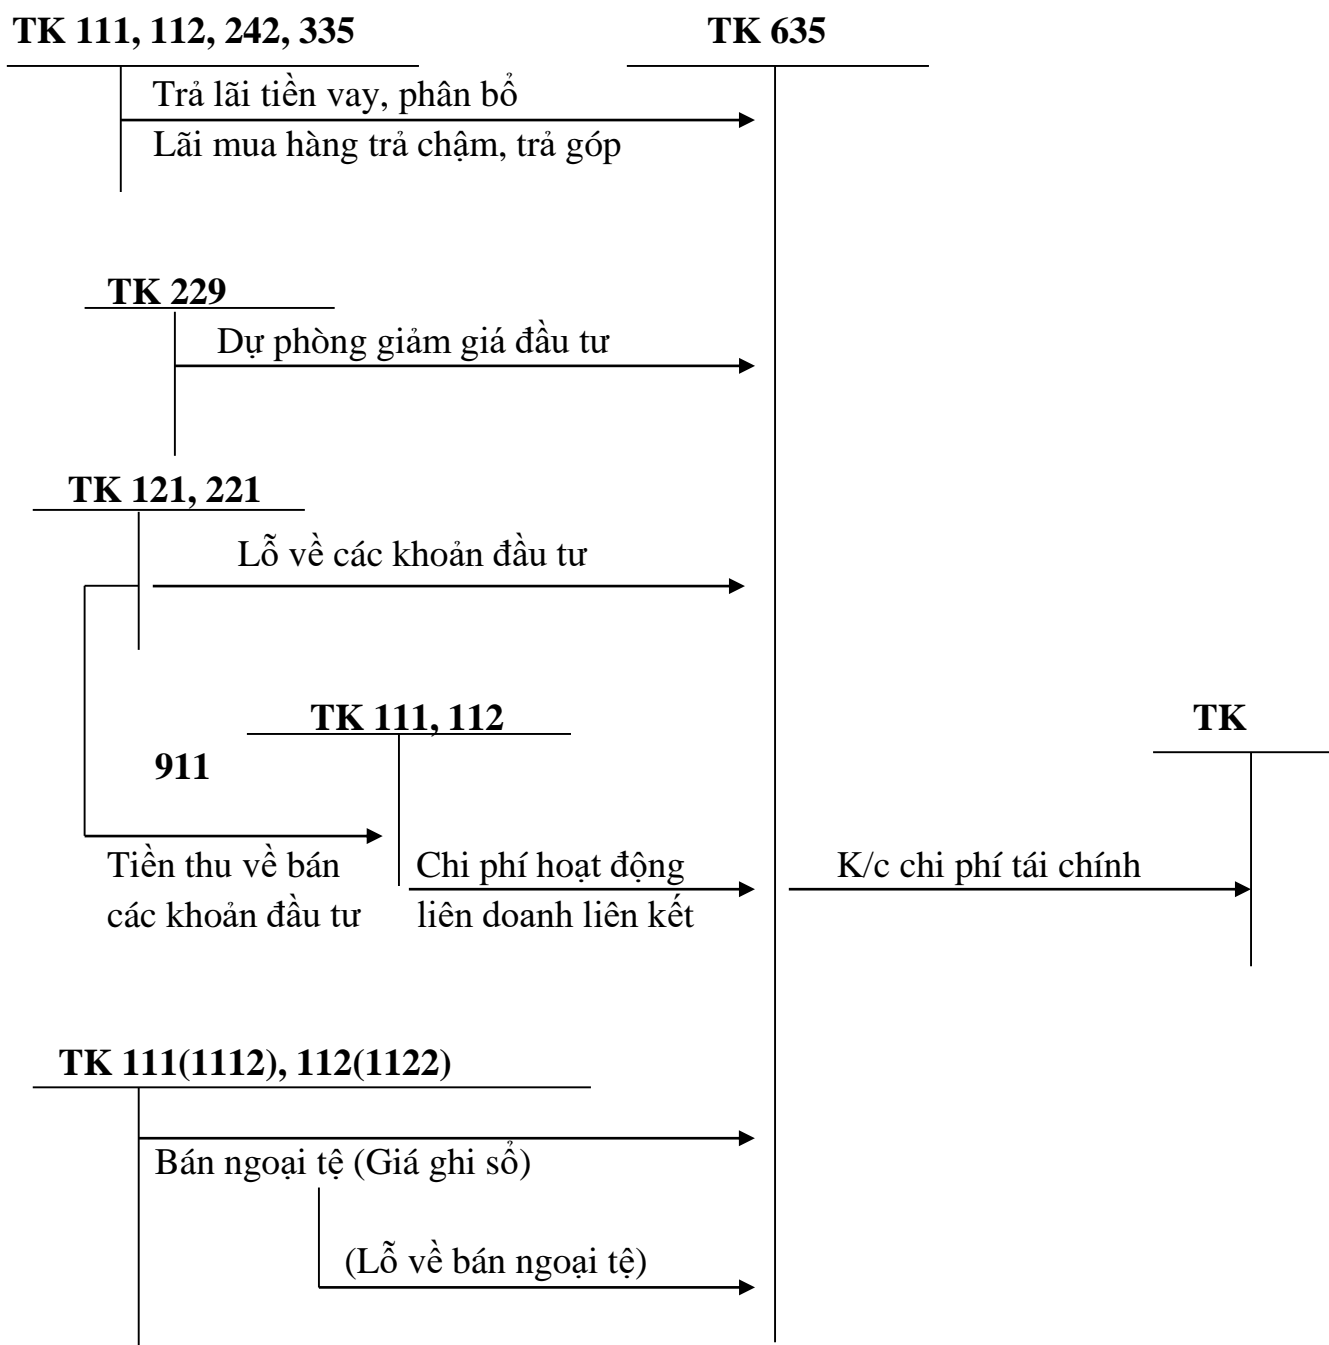 TK 111, 112, 242, 335
TK 635
Trả lãi tiền vay, phân bổ
Lãi mua hàng trả chậm, trả góp
TK 229
Dự phòng giảm giá đầu tư
TK 121, 221
Lỗ về các khoản đầu tư
TK 111, 112
TK
911
Tiền thu về bán
các khoản đầu tư
Chi phí hoạt động
liên doanh liên kết
K/c chi phí tái chính
TK 111(1112), 112(1122)
Bán ngoại tệ (Giá ghi sổ)
(Lỗ về bán ngoại tệ)